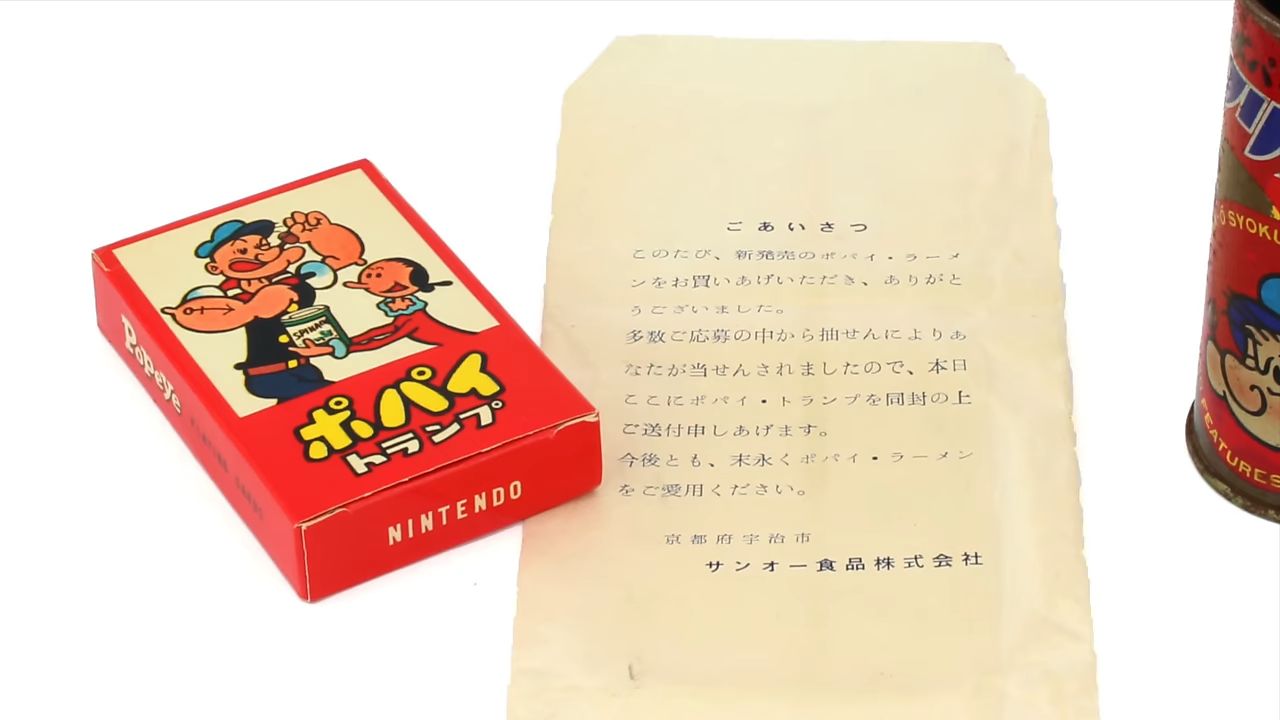 SPINACH
ポパイ
トランプ
Popeye
PLAYING CARDS
NINTENDO
ごあいさつ
このたび、新発売のポパイ・ラーメ
ンをお買いあげいただき、ありがと
うございました。
多数ご応募の中から抽せんによりあ
なたが当せんされましたので、本日
ここにポパイ・トランプを同封の上
ご送付申しあげます。
今後とも、末永くポパイ・ラーメン
をご愛用ください。
京都府宇治市
サンオー食品株式会社
FEATURES